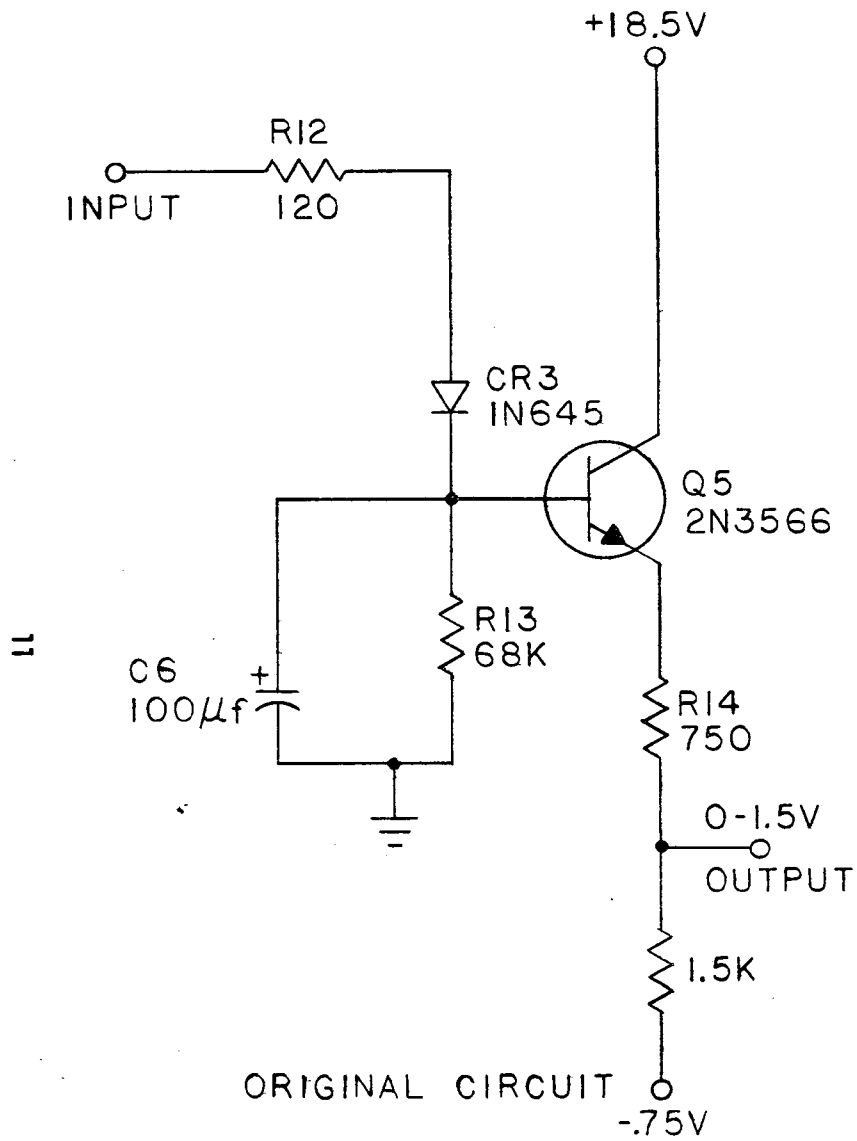 +18.5V
R12
INPUT
120
CR3
1N645
Q5
2N3566
R13
68K
C6
+
100μf
R14
750
0-1.5V
OUTPUT
1.5K
ORIGINAL CIRCUIT
-.75V
11